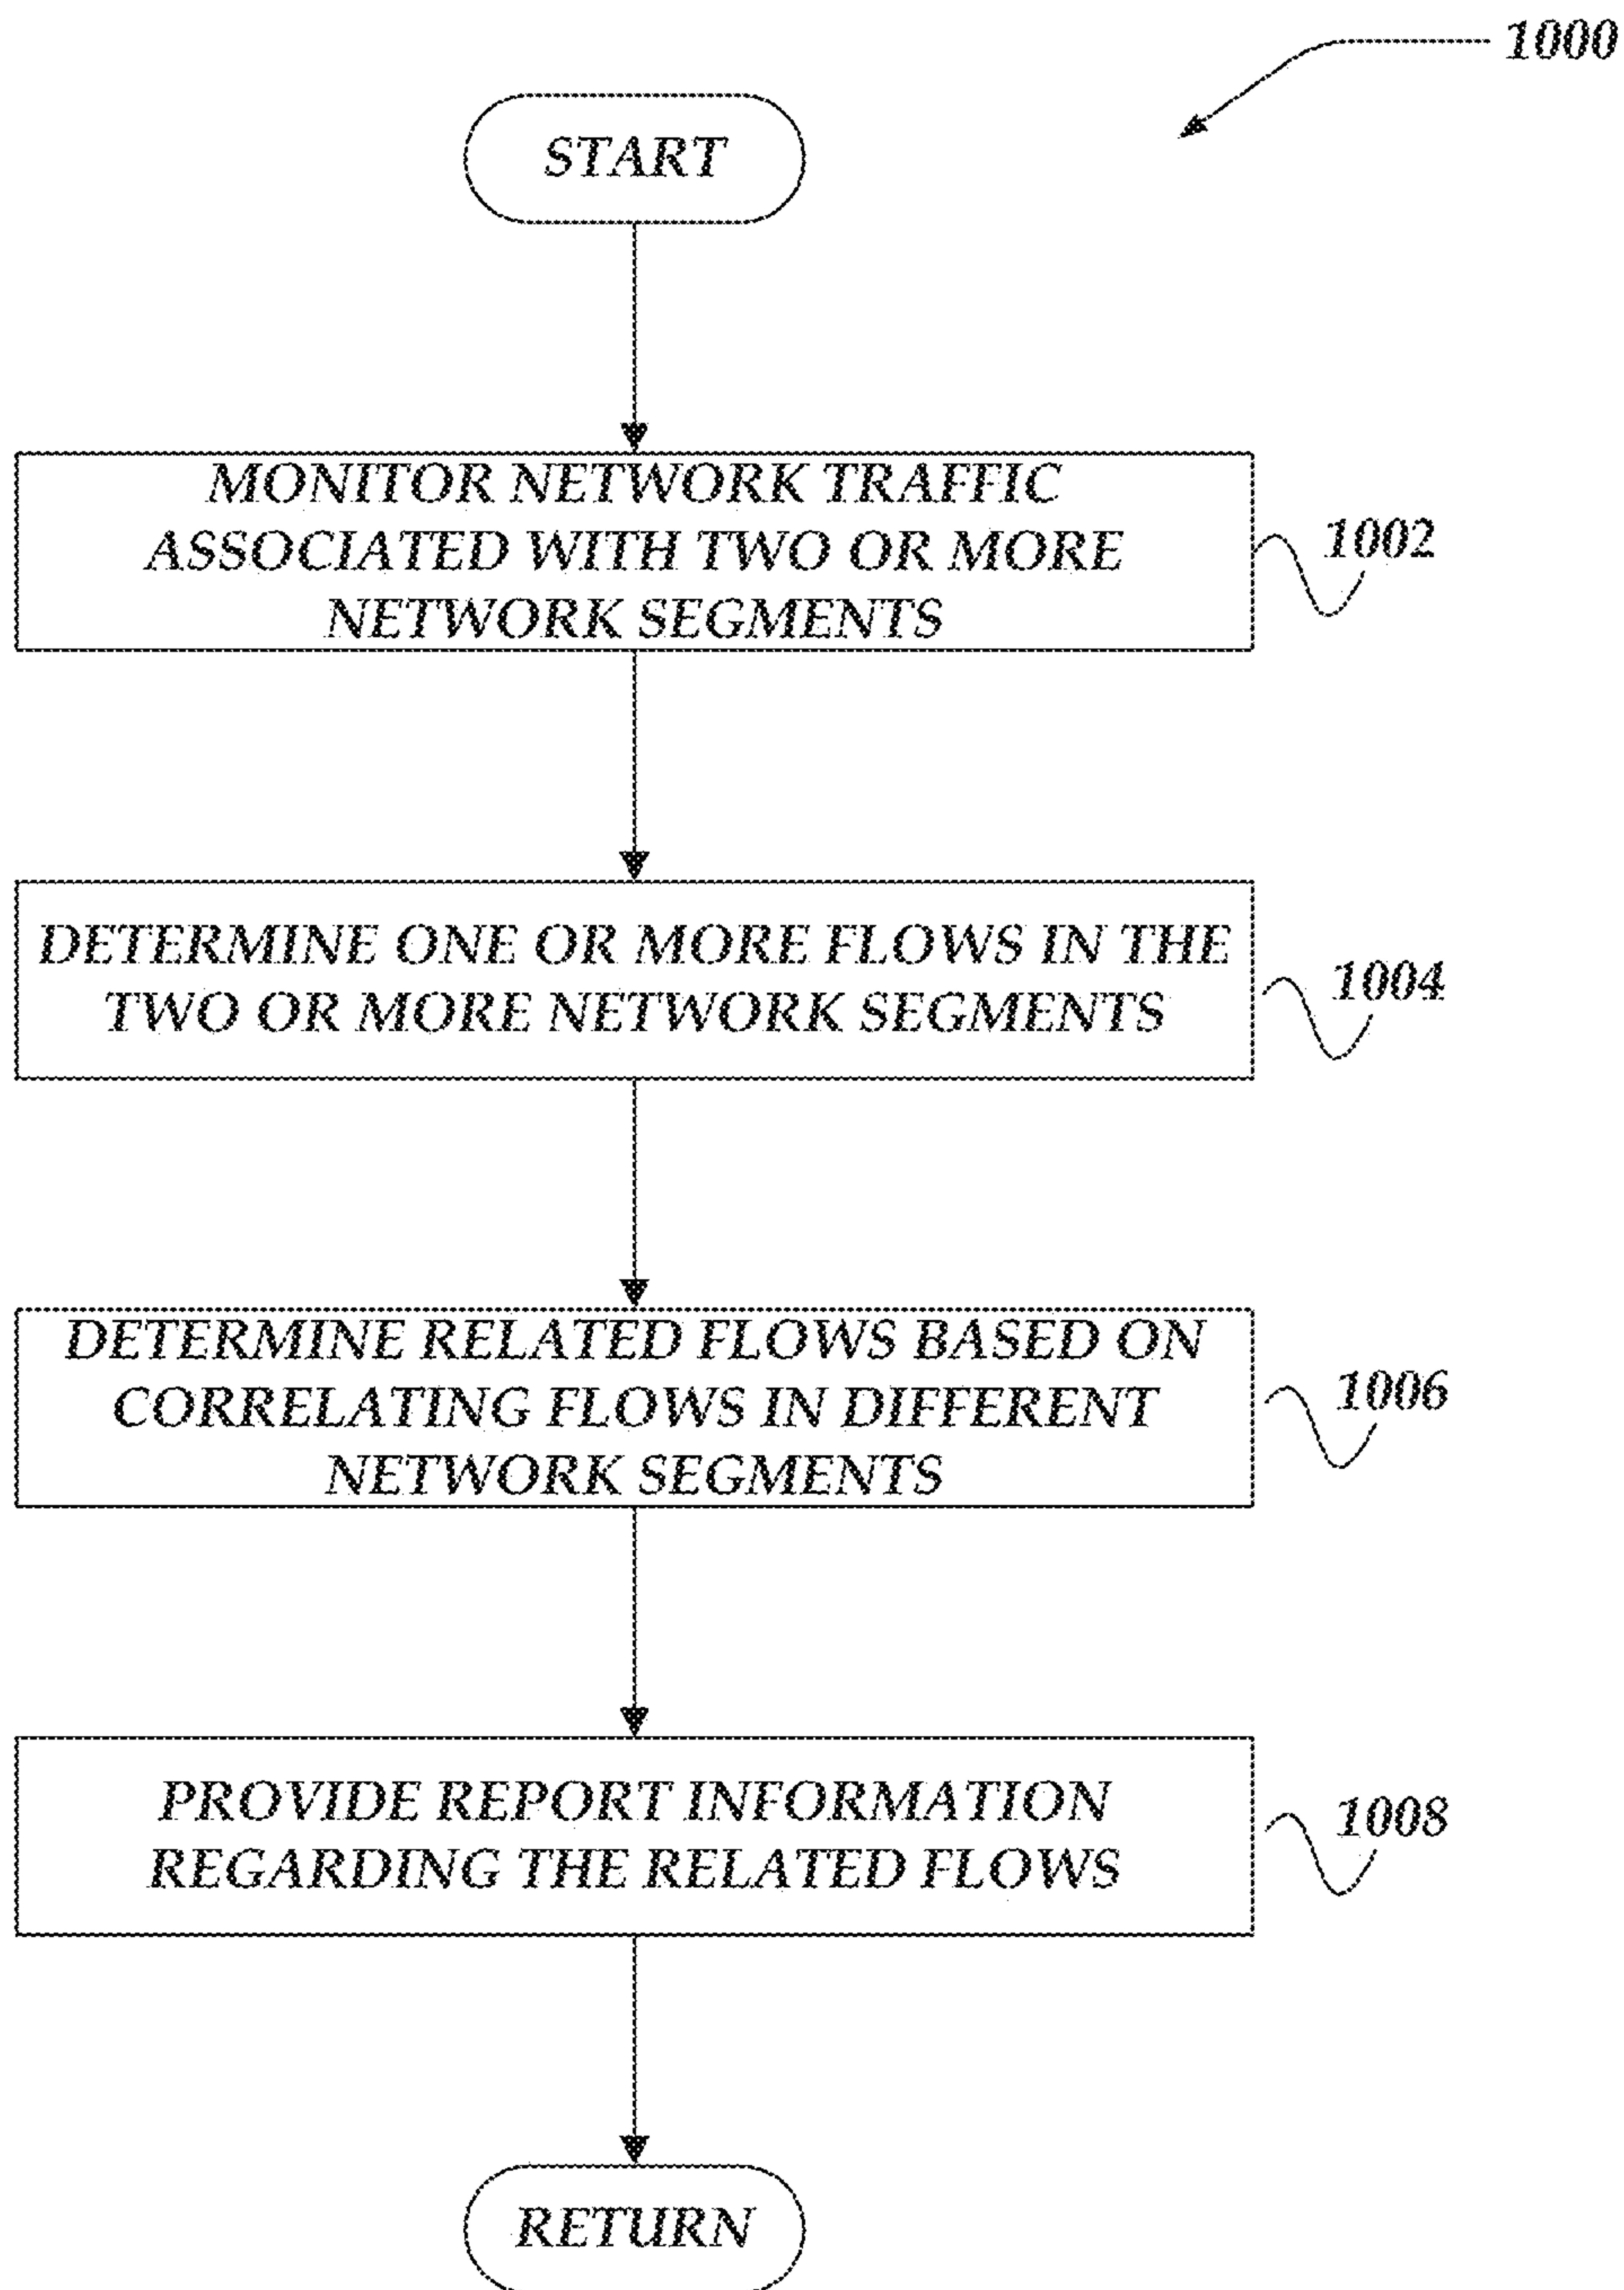 1000
START
MONITOR NETWORK TRAFFIC
ASSOCIATED WITH TWO OR MORE
NETWORK SEGMENTS
1002
DETERMINE ONE OR MORE FLOWS IN THE
TWO OR MORE NETWORK SEGMENTS
1004
DETERMINE RELATED FLOWS BASED ON
CORRELATING FLOWS IN DIFFERENT
NETWORK SEGMENTS
1006
PROVIDE REPORT INFORMATION
REGARDING THE RELATED FLOWS
1008
RETURN